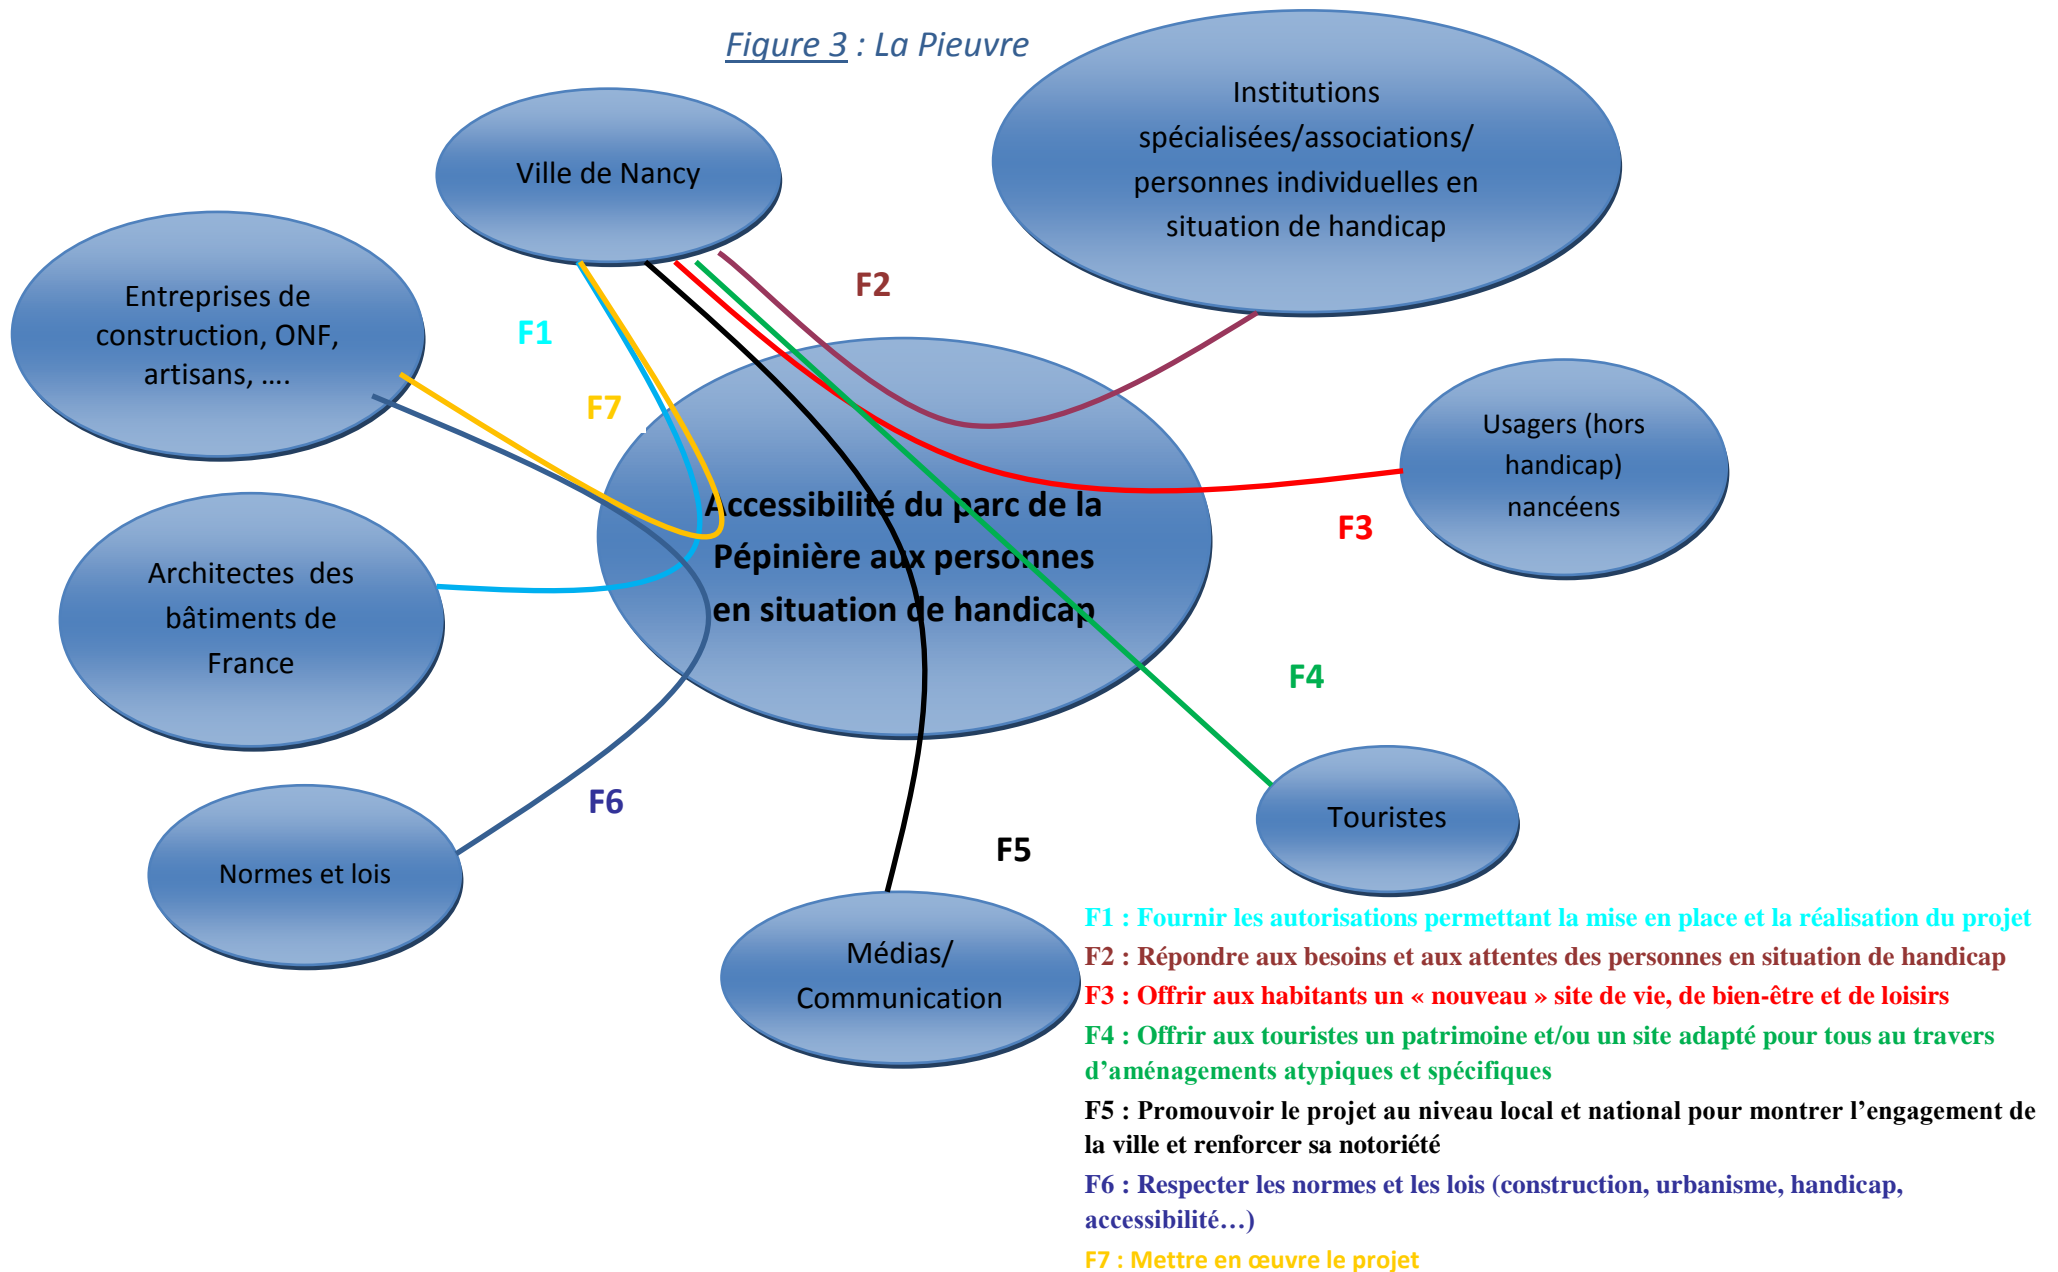 Figure 3 : La Pieuvre
Institutions
spécialisées/associations/
personnes individuelles en
situation de handicap
Ville de Nancy
F2
Entreprises de
construction, ONF,
artisans, ....
F1
F7
Usagers (hors
handicap)
nancéens
Accessibilité du parc de la
Pépinière aux personnes
en situation de handicap
F3
Architectes des
bâtiments de
France
F4
F6
Touristes
F5
Normes et lois
Médias/
Communication
F1 : Fournir les autorisations permettant la mise en place et la réalisation du projet
F2 : Répondre aux besoins et aux attentes des personnes en situation de handicap
F3 : Offrir aux habitants un « nouveau » site de vie, de bien-être et de loisirs
F4 : Offrir aux touristes un patrimoine et/ou un site adapté pour tous au travers
d’aménagements atypiques et spécifiques
F5 : Promouvoir le projet au niveau local et national pour montrer l’engagement de
la ville et renforcer sa notoriété
F6 : Respecter les normes et les lois (construction, urbanisme, handicap,
accessibilité…)
F7 : Mettre en œuvre le projet